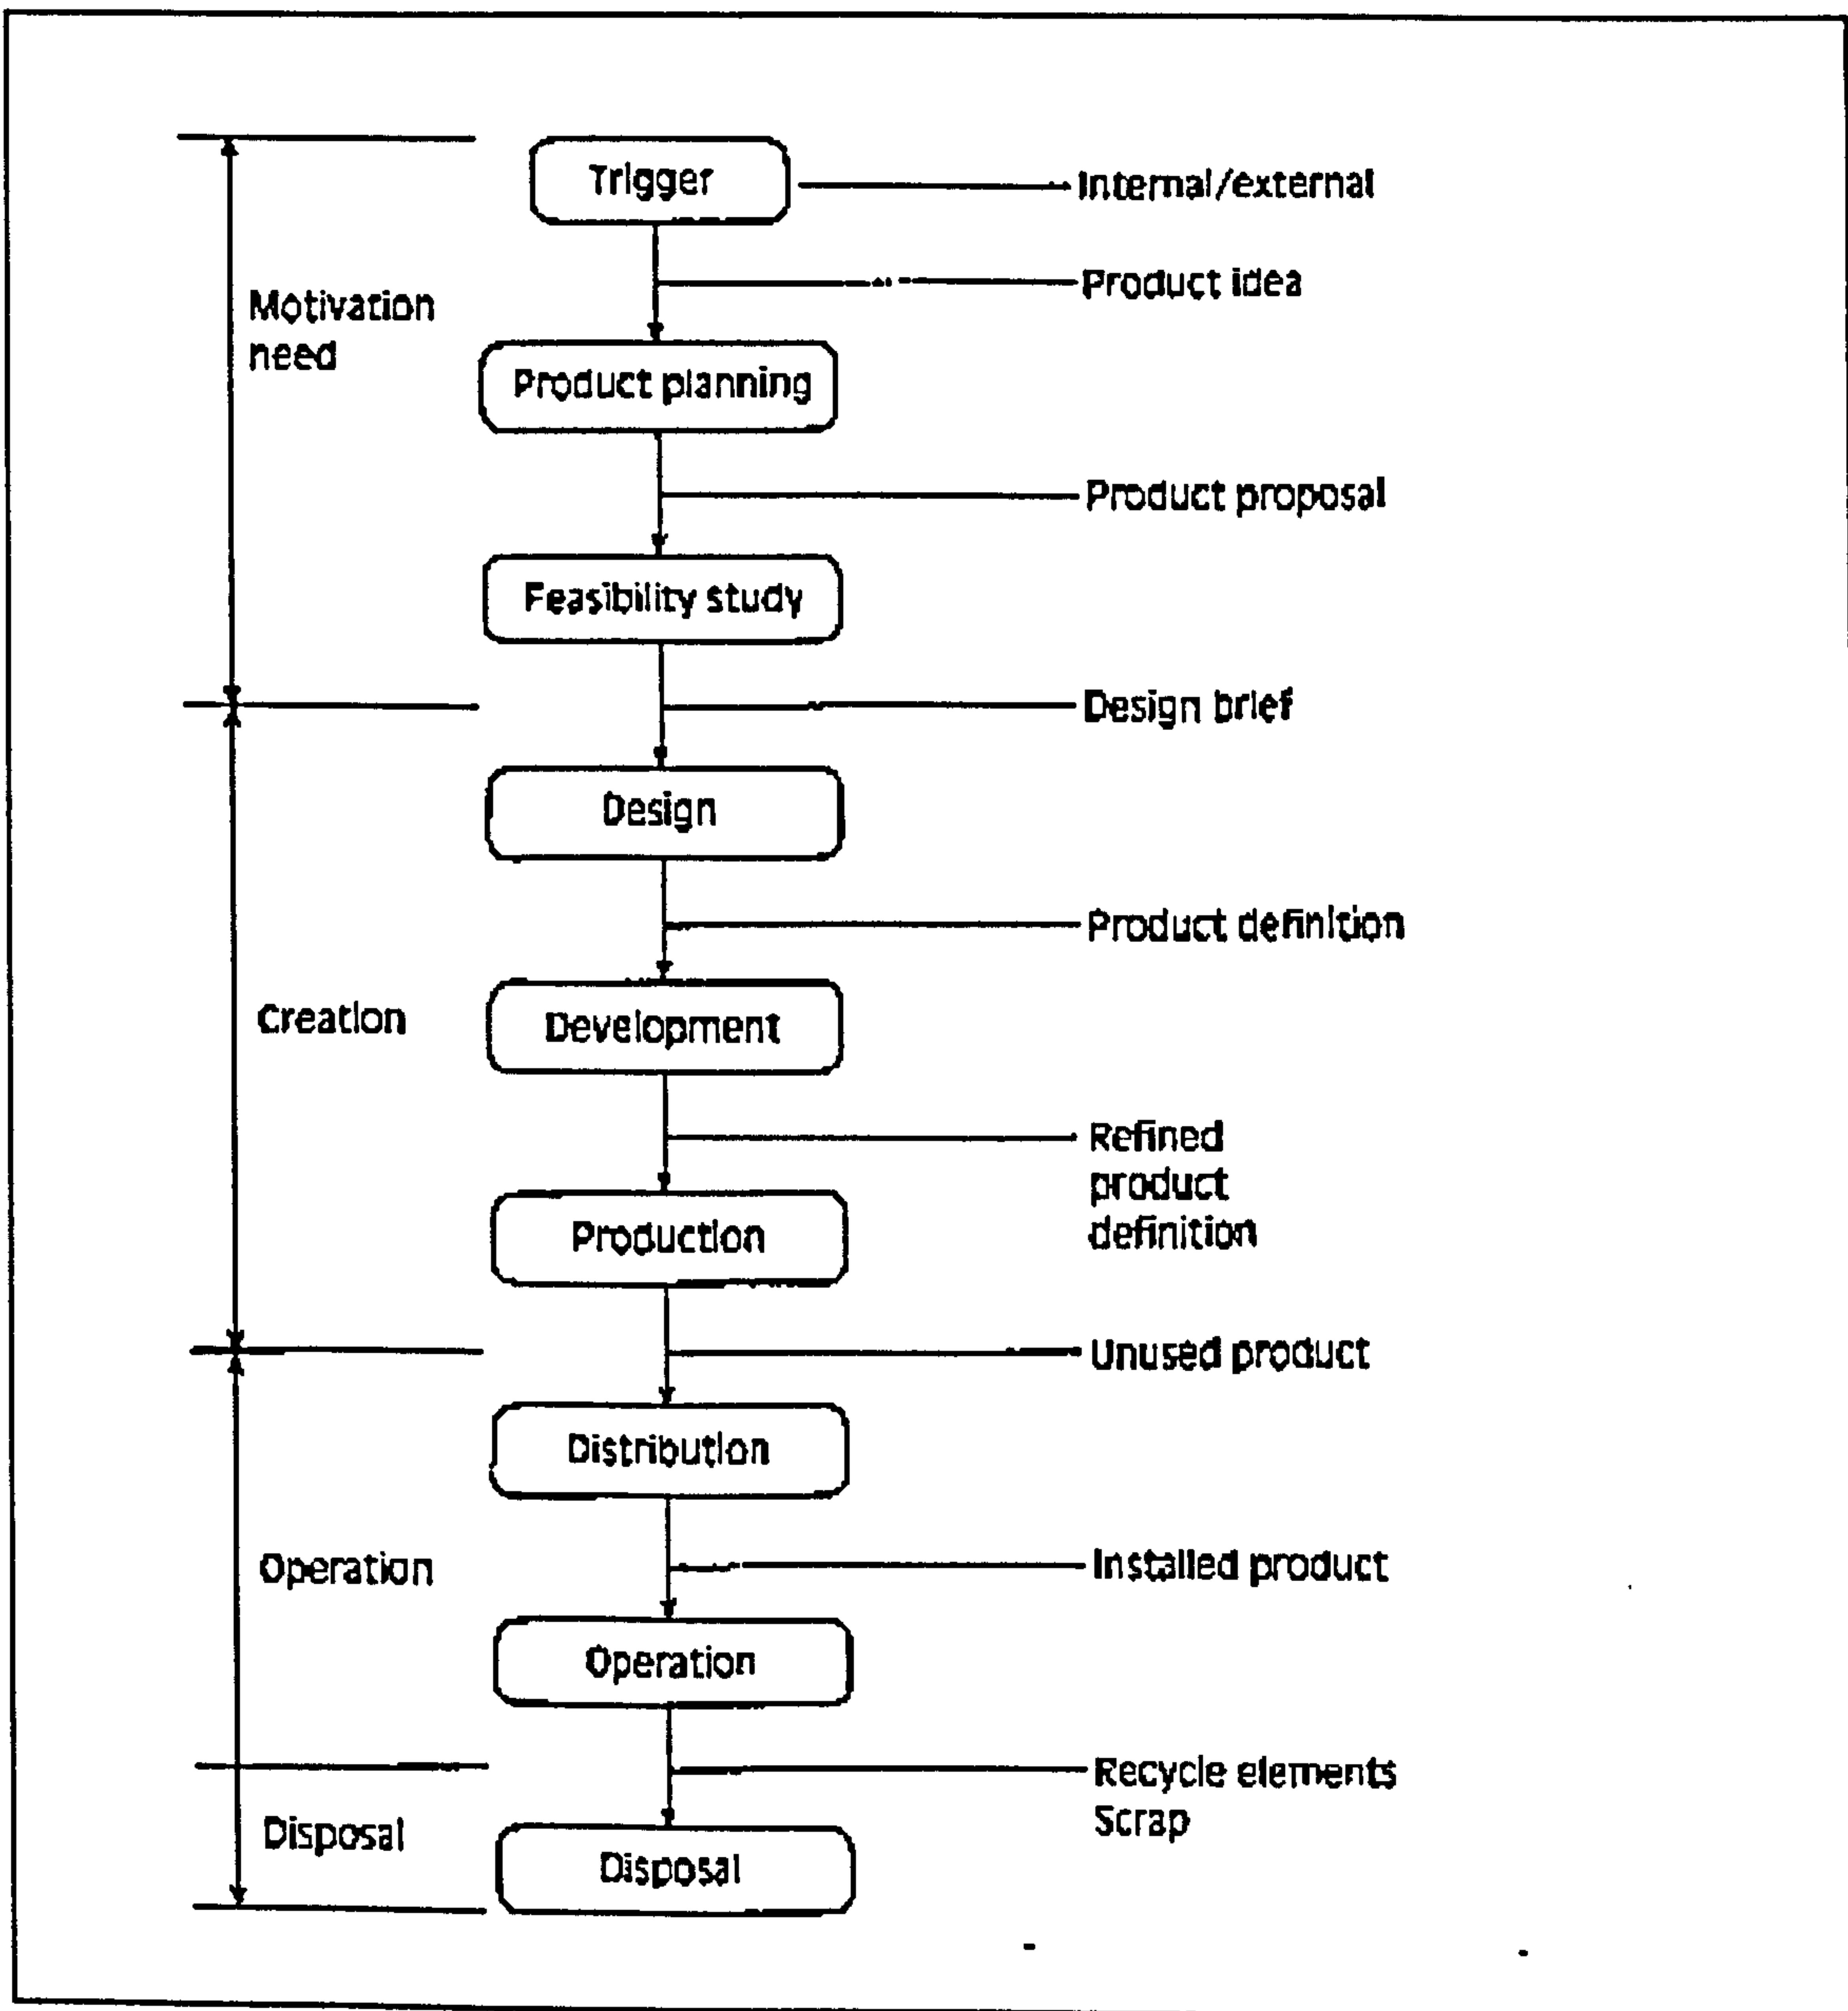 Trigger
Internal/external
Product idea
Motivation
need
Product planning
Product proposal
Feasibility study
Design brief
Design
Product definition
Creation
Development
Refined
product
definition
Production
Unused product
Distribution
Operation
Installed product
Operation
Recycle elements
Scrap
Disposal
Disposal